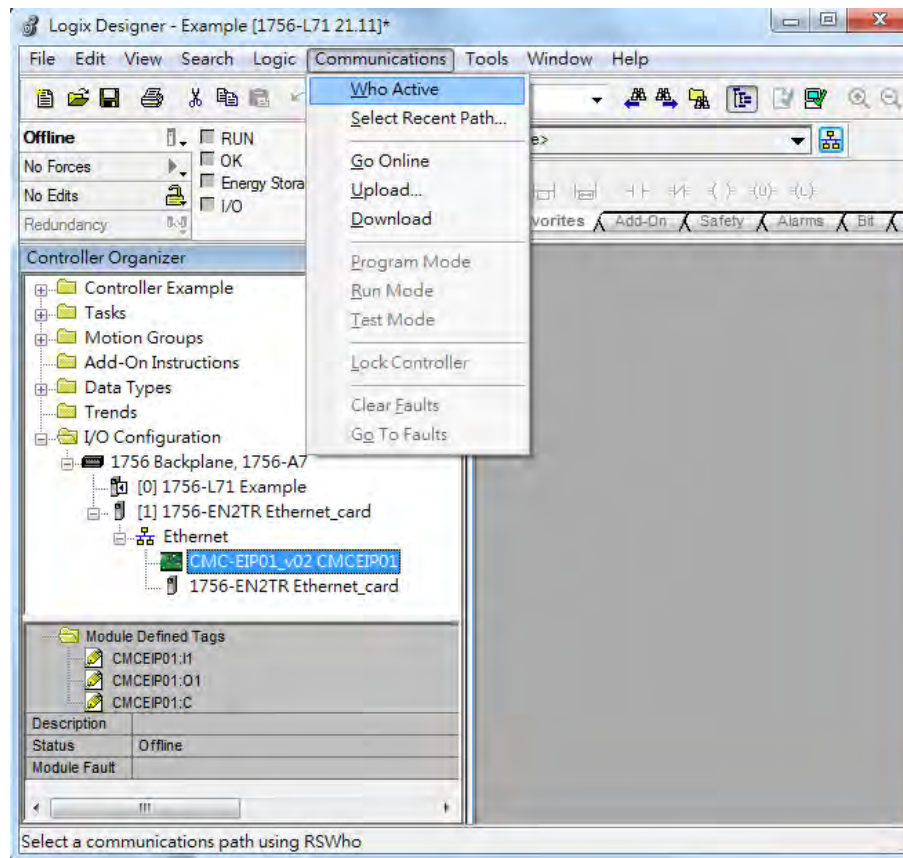 Logix Designer - Example [1756-L71 21.11]*
File Edit View Search Logic Communications Tools Window Help
Who Active
Select Recent Path...
Go Online
Upload...
Download
Program Mode
Run Mode
Test Mode
Lock Controller
Clear Faults
Go To Faults
Offline
RUN
No Forces
OK
No Edits
Energy Stora
I/O
Redundancy
e>
vorites Add-On Safety Alarms Bit
Controller Organizer
Controller Example
Tasks
Motion Groups
Add-On Instructions
Data Types
Trends
I/O Configuration
1756 Backplane, 1756-A7
[0] 1756-L71 Example
[1] 1756-EN2TR Ethernet_card
Ethernet
CMC-EIP01_v02 CMCEIP01
1756-EN2TR Ethernet_card
Module Defined Tags
CMCEIP01:I1
CMCEIP01:O1
CMCEIP01:C
Description
Status Offline
Module Fault
Select a communications path using RSWho